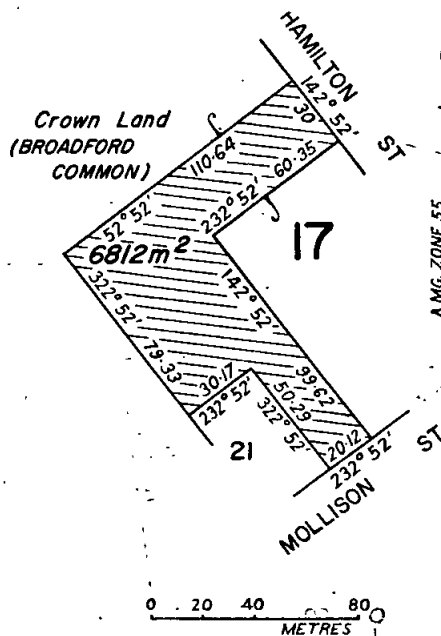 HAMILTON
ST
142° 52'
30
Crown Land
(BROADFORD
COMMON)
110·64
60·35
52° 52'
232° 52'
17
6812m²
322° 52'
142° 52'
79·33
99·62
30·17
232° 52'
50·29
322° 52'
21
20·12
232° 52'
MOLLISON
ST
A.M.G. ZONE 55
0 20 40 80
METRES